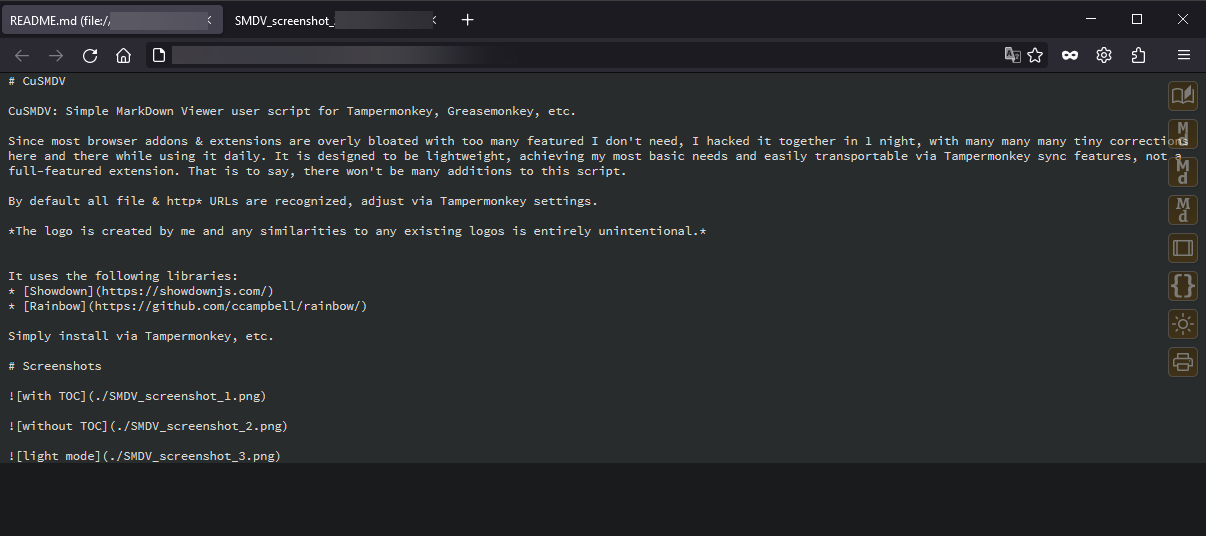 README.md (file:/
SMDV_screenshot_
# CuSMDV
CuSMDV: Simple MarkDown Viewer user script for Tampermonkey, Greasemonkey, etc.
Since most browser addons & extensions are overly bloated with too many featured I don't need, I hacked it together in 1 night, with many many many tiny corrections
here and there while using it daily. It is designed to be lightweight, achieving my most basic needs and easily transportable via Tampermonkey sync features, not a
full-featured extension. That is to say, there won't be many additions to this script.
By default all file & http* URLs are recognized, adjust via Tampermonkey settings.
*The logo is created by me and any similarities to any existing logos is entirely unintentional.*
It uses the following libraries:
* [Showdown](https://showdownjs.com/)
* [Rainbow](https://github.com/ccampbell/rainbow/)
Simply install via Tampermonkey, etc.
# Screenshots
![with TOC](./SMDV_screenshot_1.png)
![without TOC](./SMDV_screenshot_2.png)
![light mode](./SMDV_screenshot_3.png)
Md
Md
Md
{}